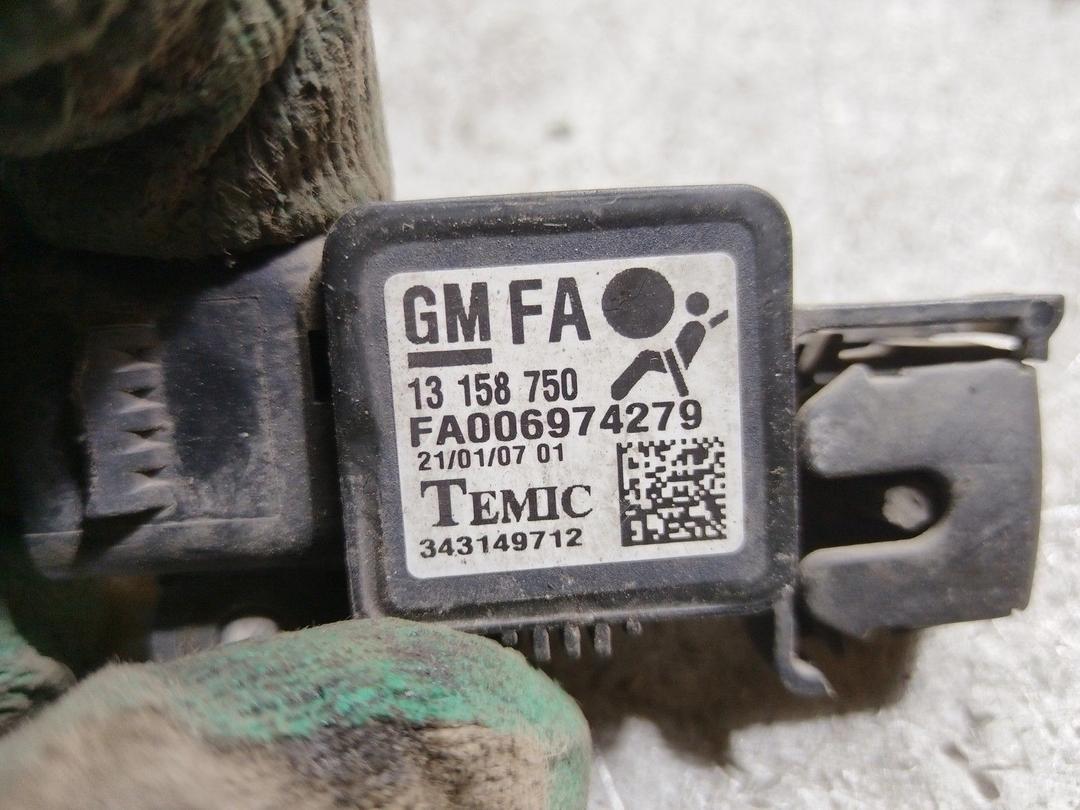 GM FA
13 158 750
FA006974279
21/01/07 01
TEMIC
343149712